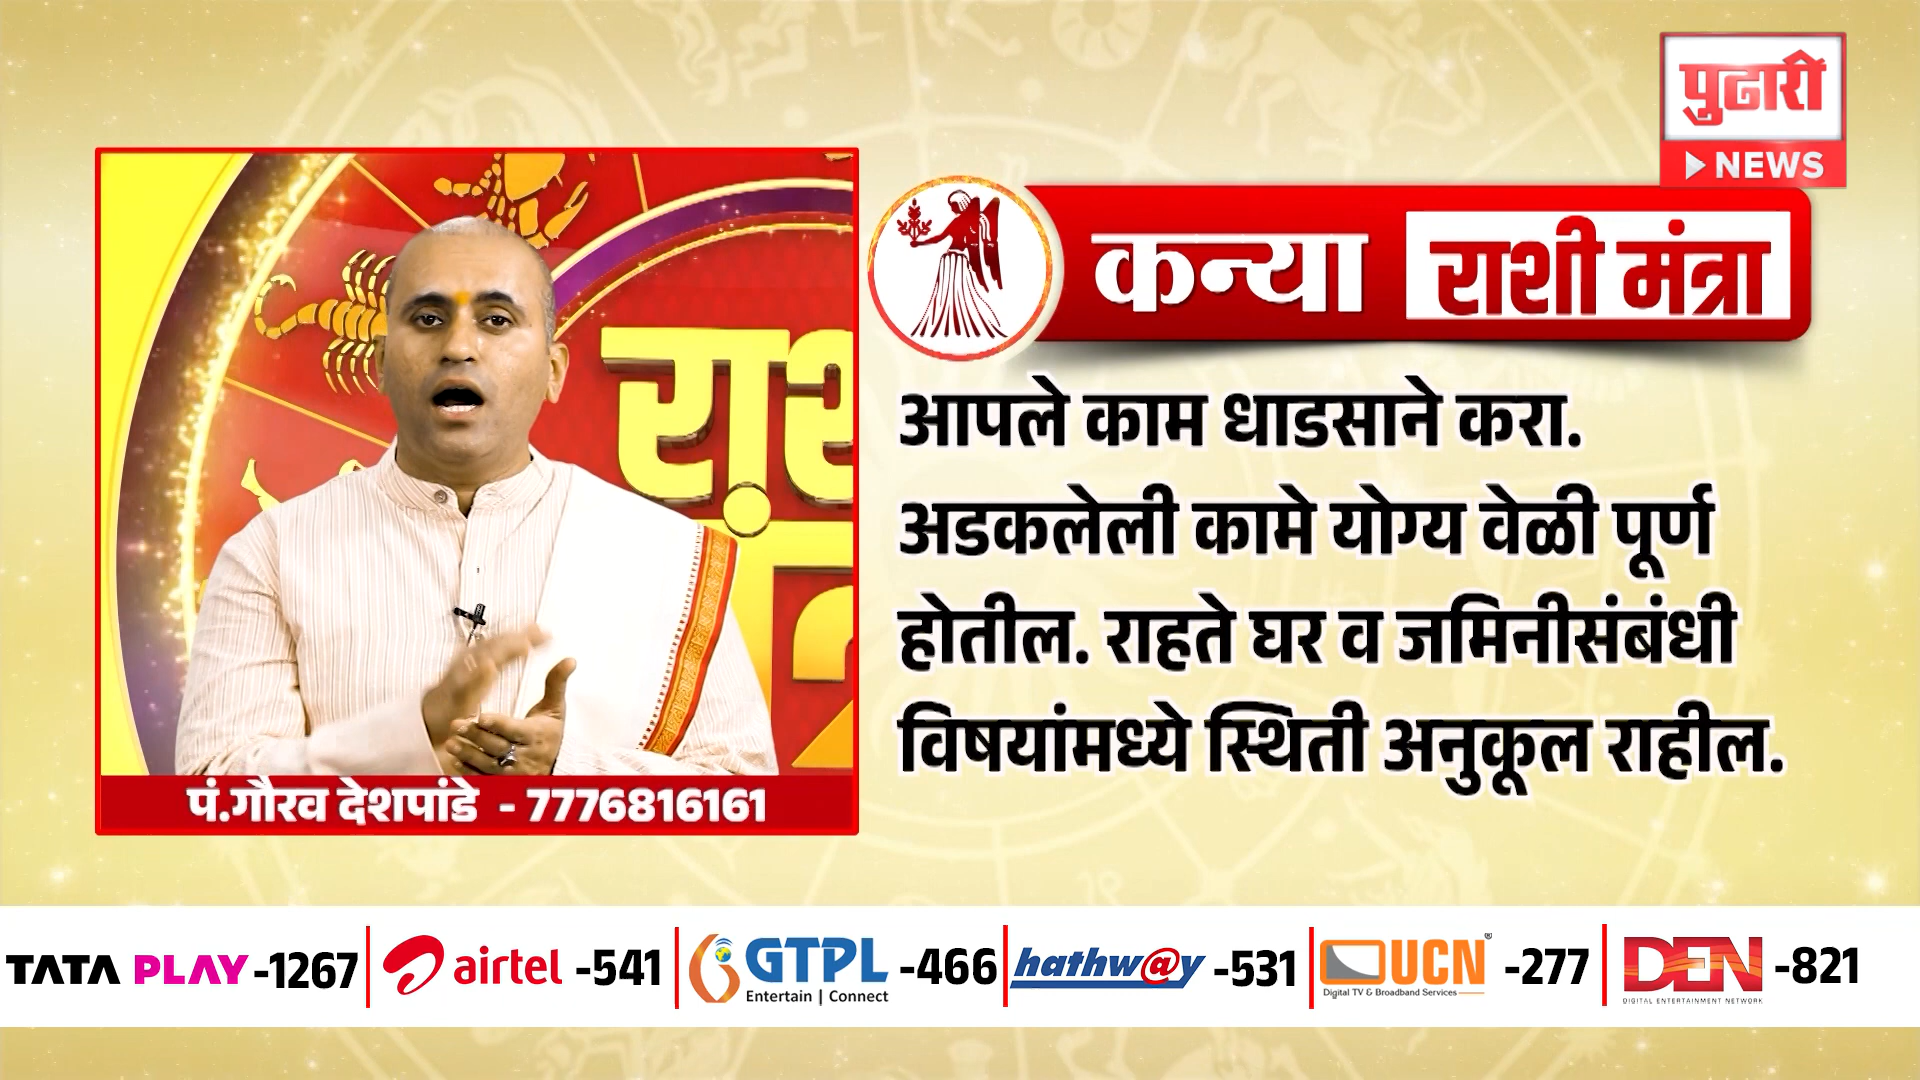 पुढारी
NEWS
कन्या राशी मंत्रा
आपले काम धाडसाने करा.
अडकलेली कामे योग्य वेळी पूर्ण
होतील. राहते घर व जमिनीसंबंधी
विषयांमध्ये स्थिती अनुकूल राहील.
पं.गौरव देशपांडे - 7776816161
TATA PLAY -1267
airtel -541
GTPL -466
Entertain | Connect
hathw@y -531
UCN -277
Digital TV & Broadband Services
DEN -821
DIGITAL ENTERTAINMENT NETWORK